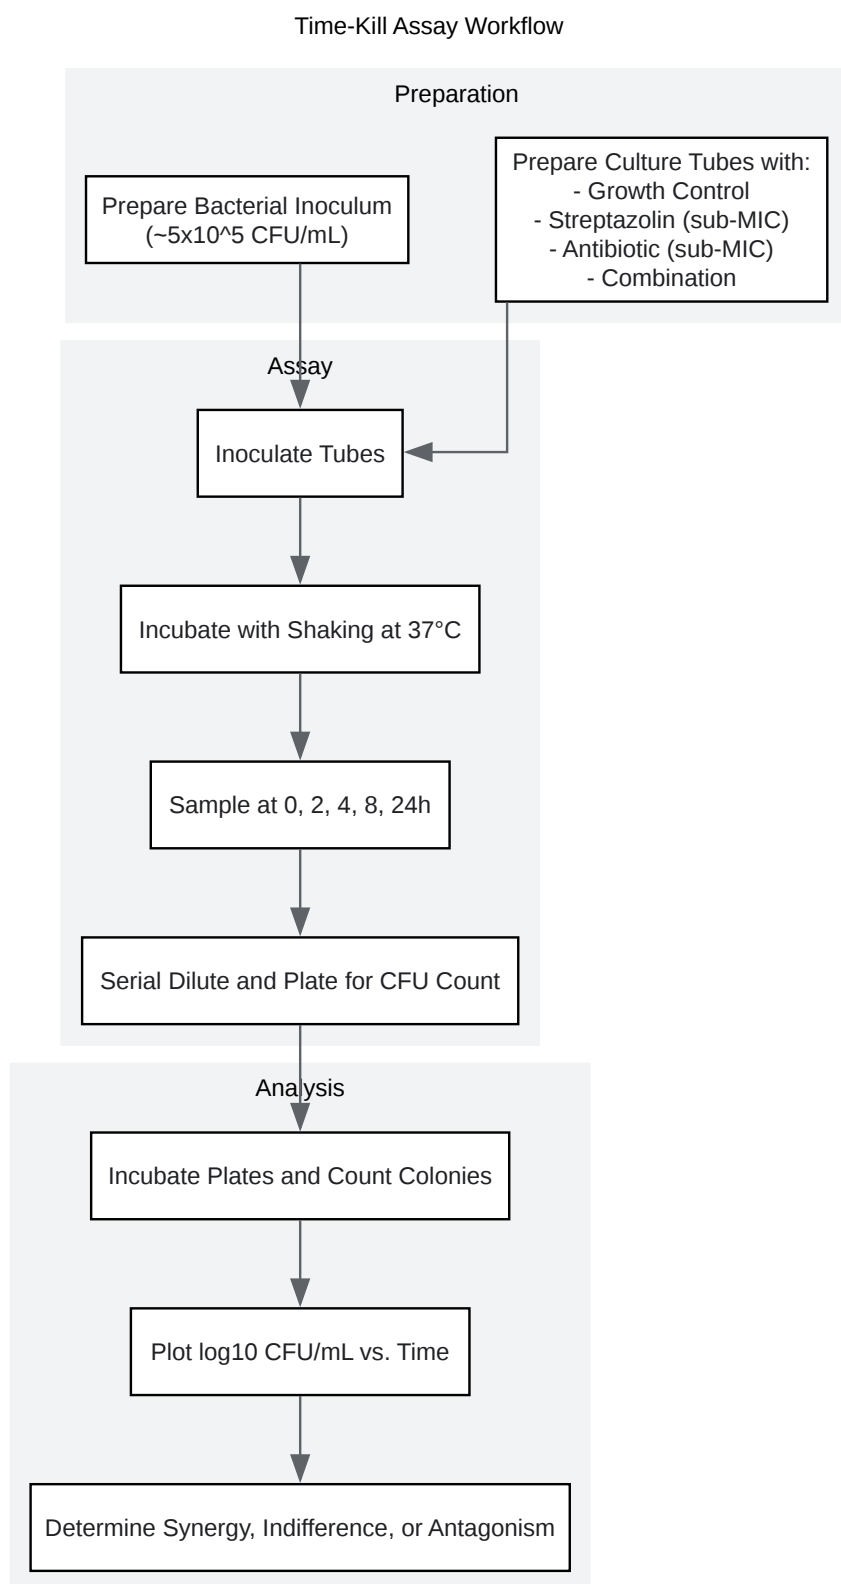 Time-Kill Assay Workflow
Preparation
Prepare Bacterial Inoculum
(~5x10^5 CFU/mL)
Prepare Culture Tubes with:
- Growth Control
- Streptazolin (sub-MIC)
- Antibiotic (sub-MIC)
- Combination
Assay
Inoculate Tubes
Incubate with Shaking at 37°C
Sample at 0, 2, 4, 8, 24h
Serial Dilute and Plate for CFU Count
Analysis
Incubate Plates and Count Colonies
Plot log10 CFU/mL vs. Time
Determine Synergy, Indifference, or Antagonism